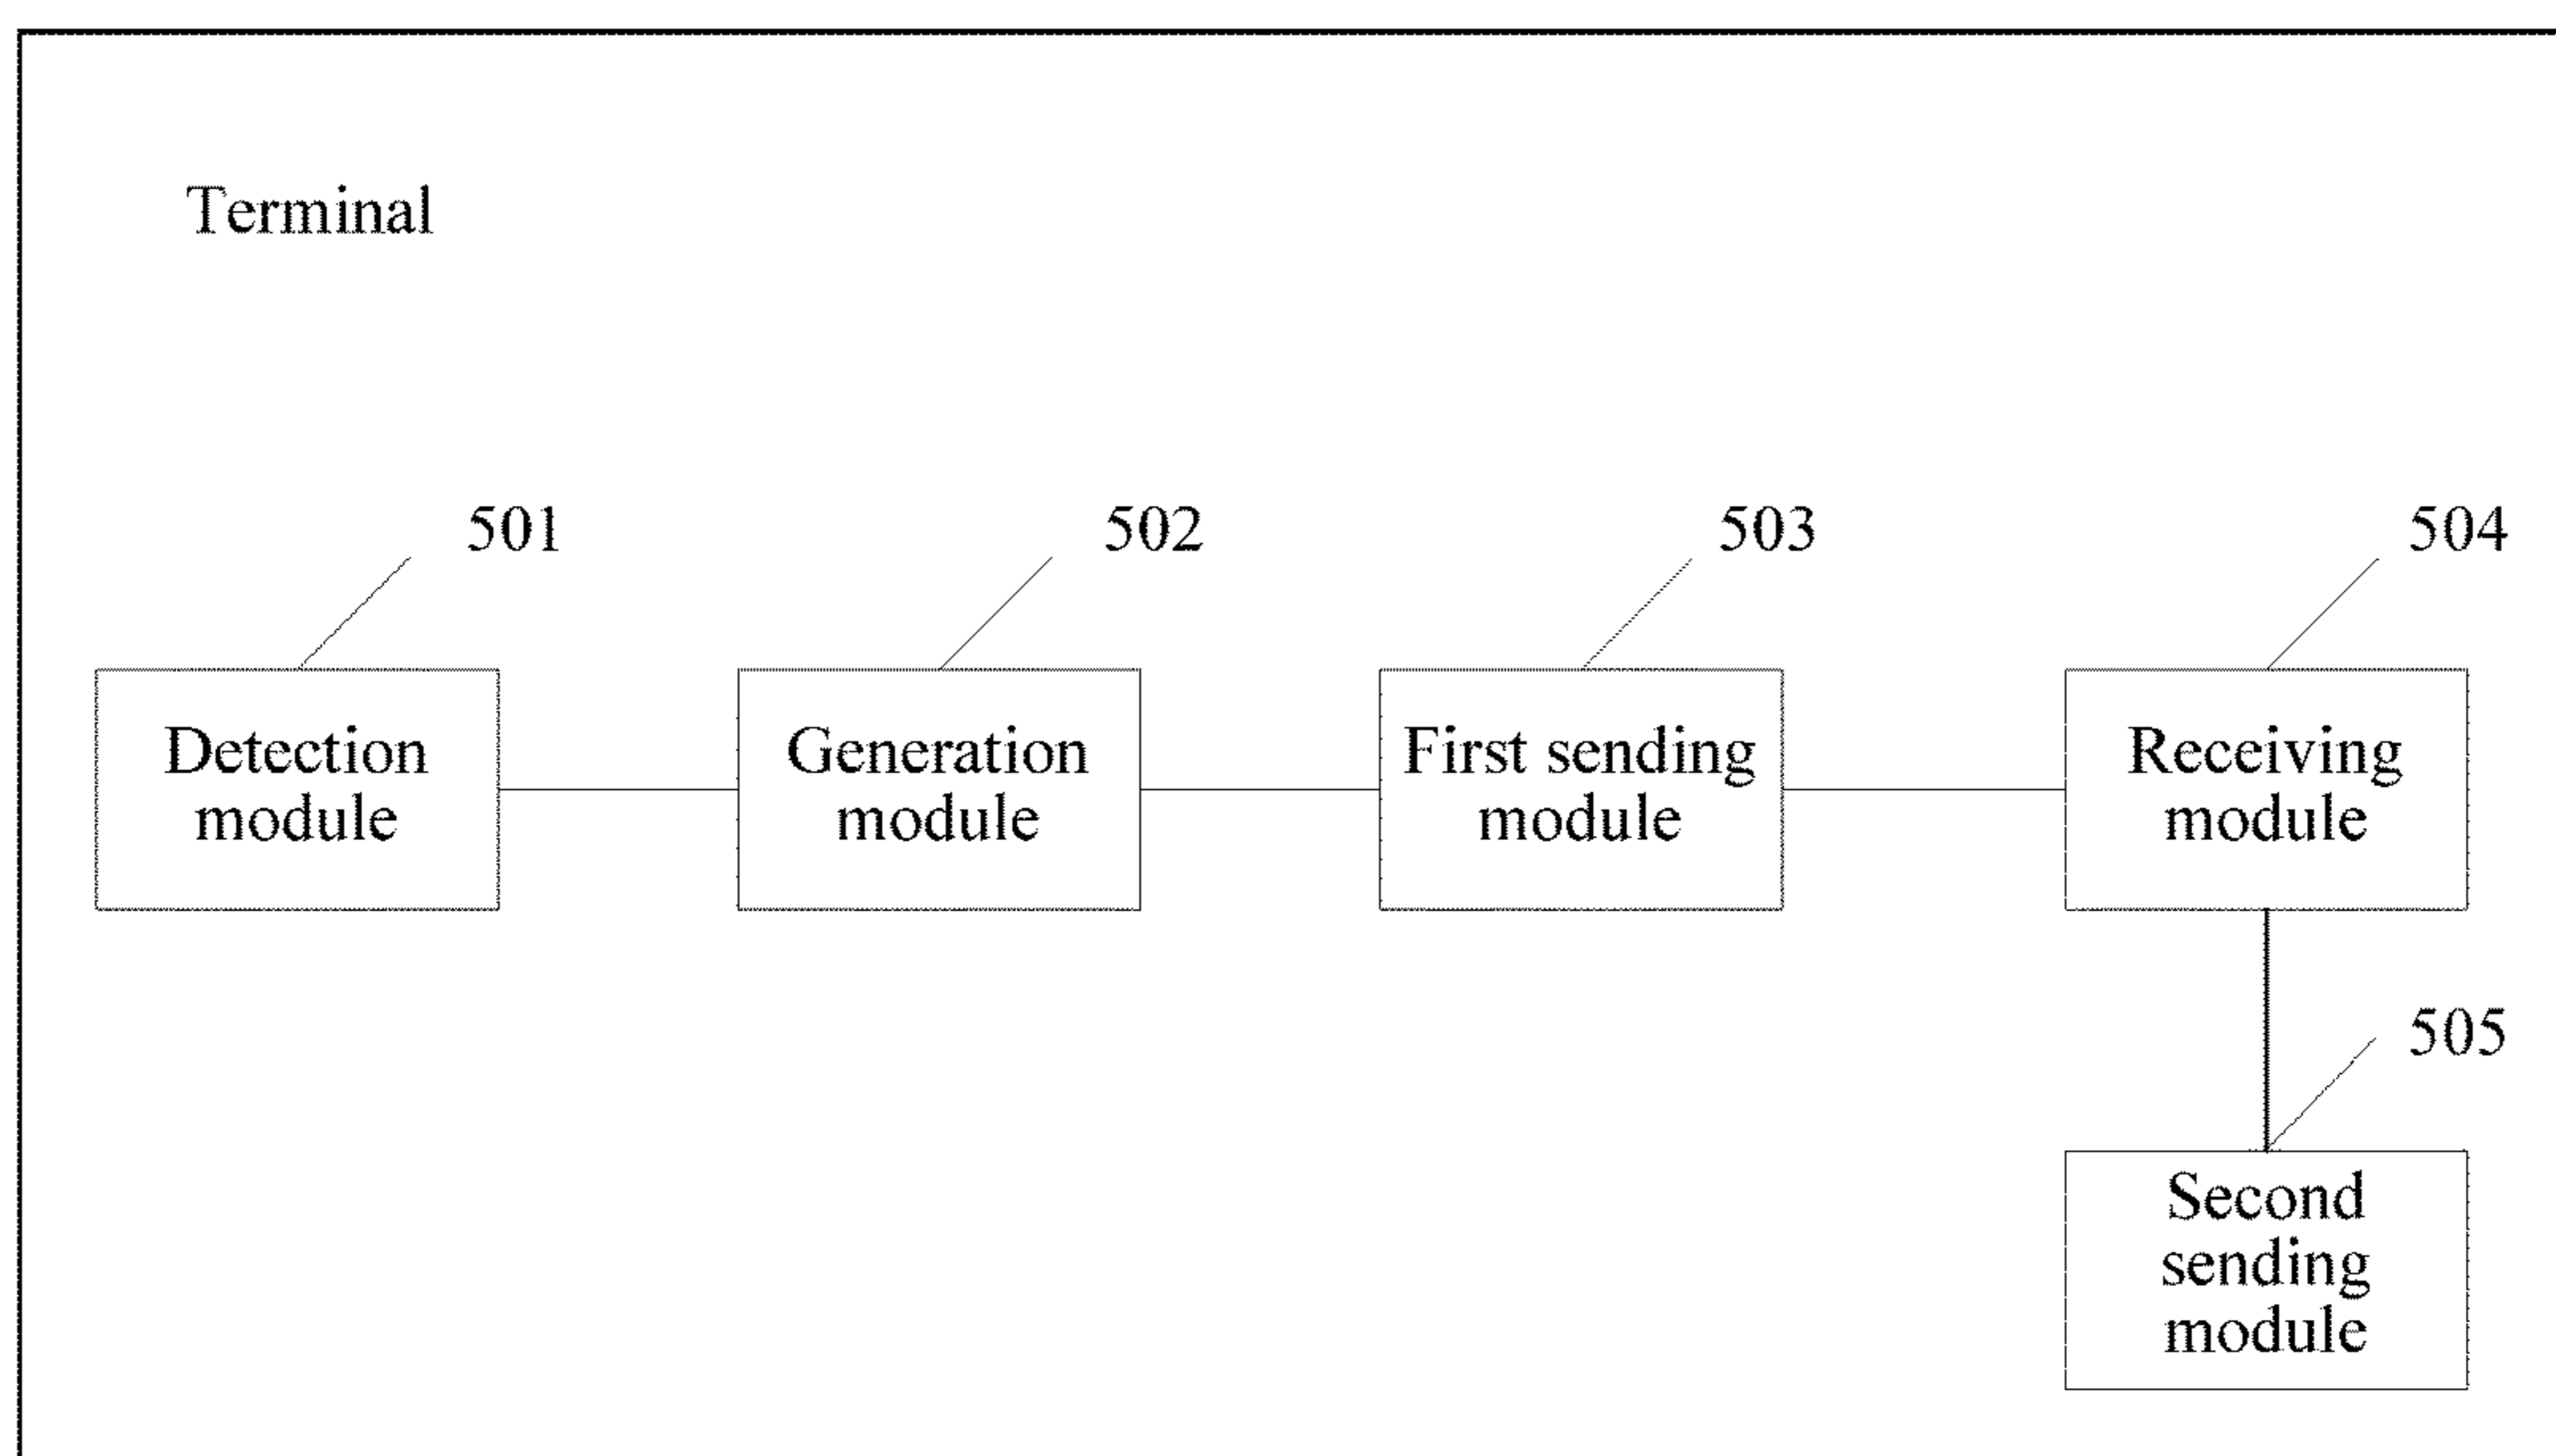 Terminal
501
502
503
504
Detection
module
Generation
module
First sending
module
Receiving
module
505
Second
sending
module